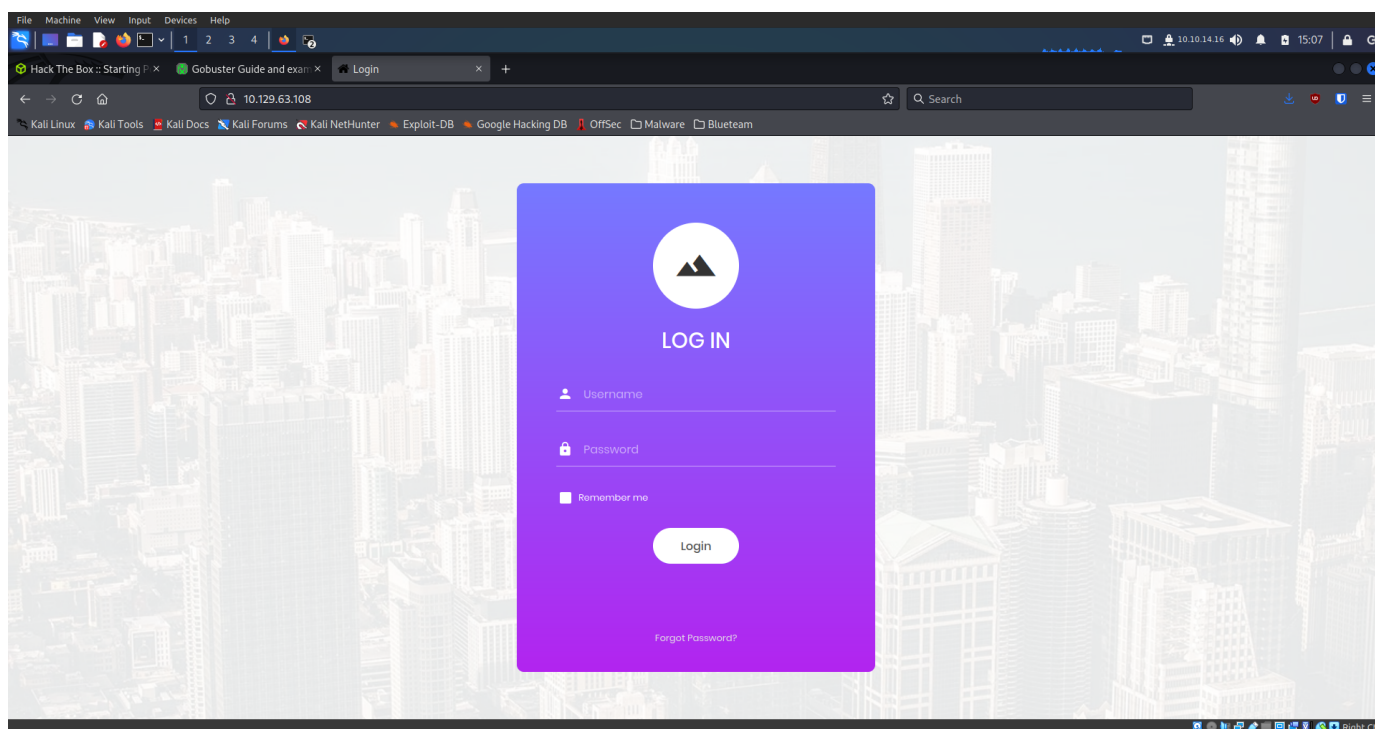 File Machine View Input Devices Help
1 2 3 4 10.10.14.16 15:07
Hack The Box :: Starting P × Gobuster Guide and exam × Login × +
10.129.63.108 Search
Kali Linux Kali Tools Kali Docs Kali Forums Kali NetHunter Exploit-DB Google Hacking DB OffSec Malware Blueteam
LOG IN
Username
Password
Remember me
Login
Forgot Password?
Right